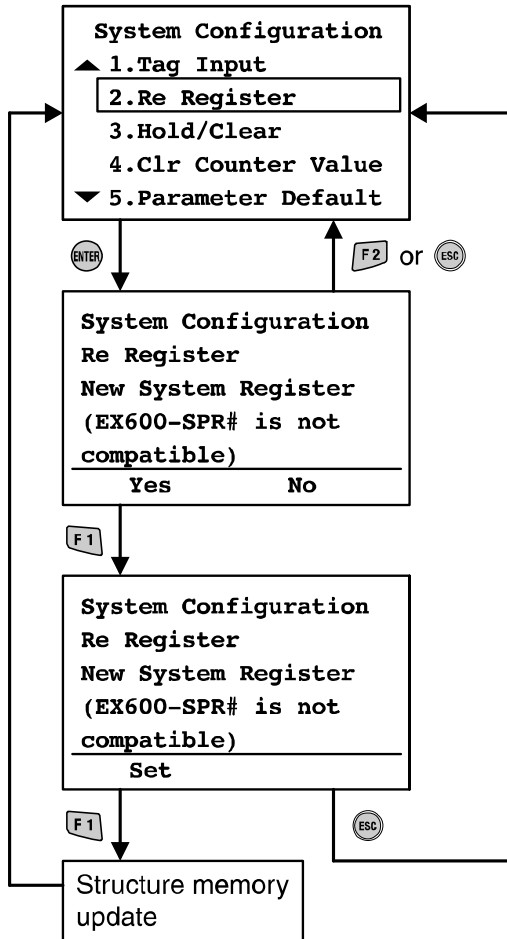 System Configuration
1.Tag Input
2.Re Register
3.Hold/Clear
4.Clr Counter Value
5.Parameter Default
ENTER
F2 or ESC
System Configuration
Re Register
New System Register
(EX600-SPR# is not
compatible)
Yes No
F1
System Configuration
Re Register
New System Register
(EX600-SPR# is not
compatible)
Set
F1
ESC
Structure memory
update